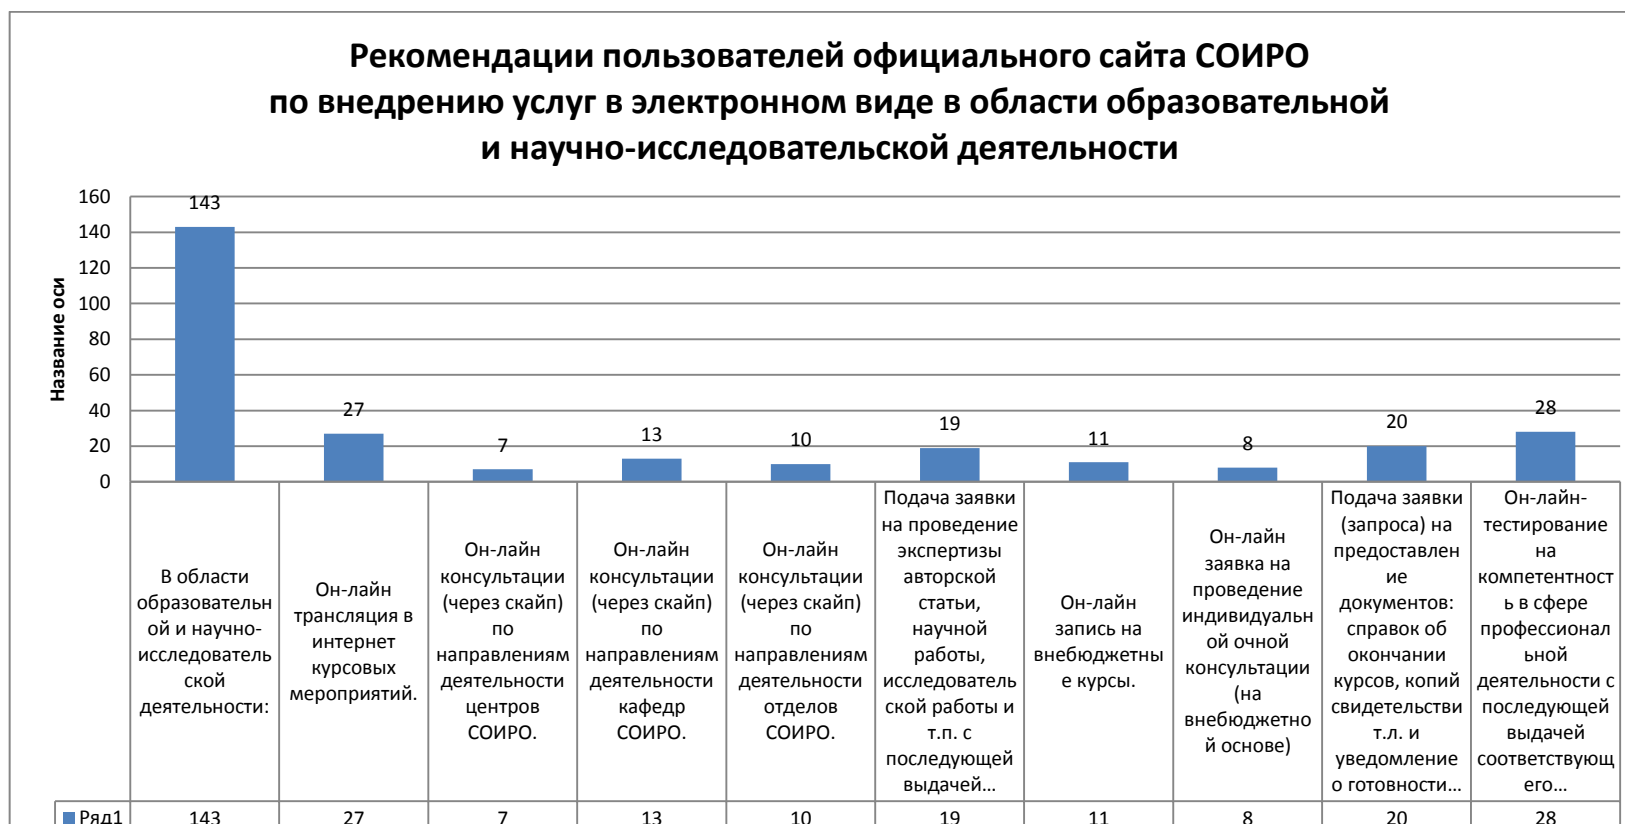 Рекомендации пользователей официального сайта СОИРО
по внедрению услуг в электронном виде в области образовательной
и научно-исследовательской деятельности
160
140
120
100
80
60
40
20
0
Название оси
143
27
7
13
10
19
11
8
20
28
В области
образовательн
ой и научно-
исследователь
ской
деятельности:
Он-лайн
трансляция в
интернет
курсовых
мероприятий.
Он-лайн
консультации
(через скайп)
по
направлениям
деятельности
центров
СОИРО.
Он-лайн
консультации
(через скайп)
по
направлениям
деятельности
кафедр
СОИРО.
Он-лайн
консультации
(через скайп)
по
направлениям
деятельности
отделов
СОИРО.
Подача заявки
на проведение
экспертизы
авторской
статьи,
научной
работы,
исследователь
ской работы и
т.п. с
последующей
выдачей…
Он-лайн
запись на
внебюджетны
е курсы.
Он-лайн
заявка на
проведение
индивидуальн
ой очной
консультации
(на
внебюджетно
й основе)
Подача заявки
(запроса) на
предоставлен
ие
документов:
справок об
окончании
курсов, копий
свидетельстви
т.л. и
уведомление
о готовности…
Он-лайн-
тестирование
на
компетентност
ь в сфере
профессионал
ьной
деятельности с
последующей
выдачей
соответствующ
его…
Ряд1 143 27 7 13 10 19 11 8 20 28